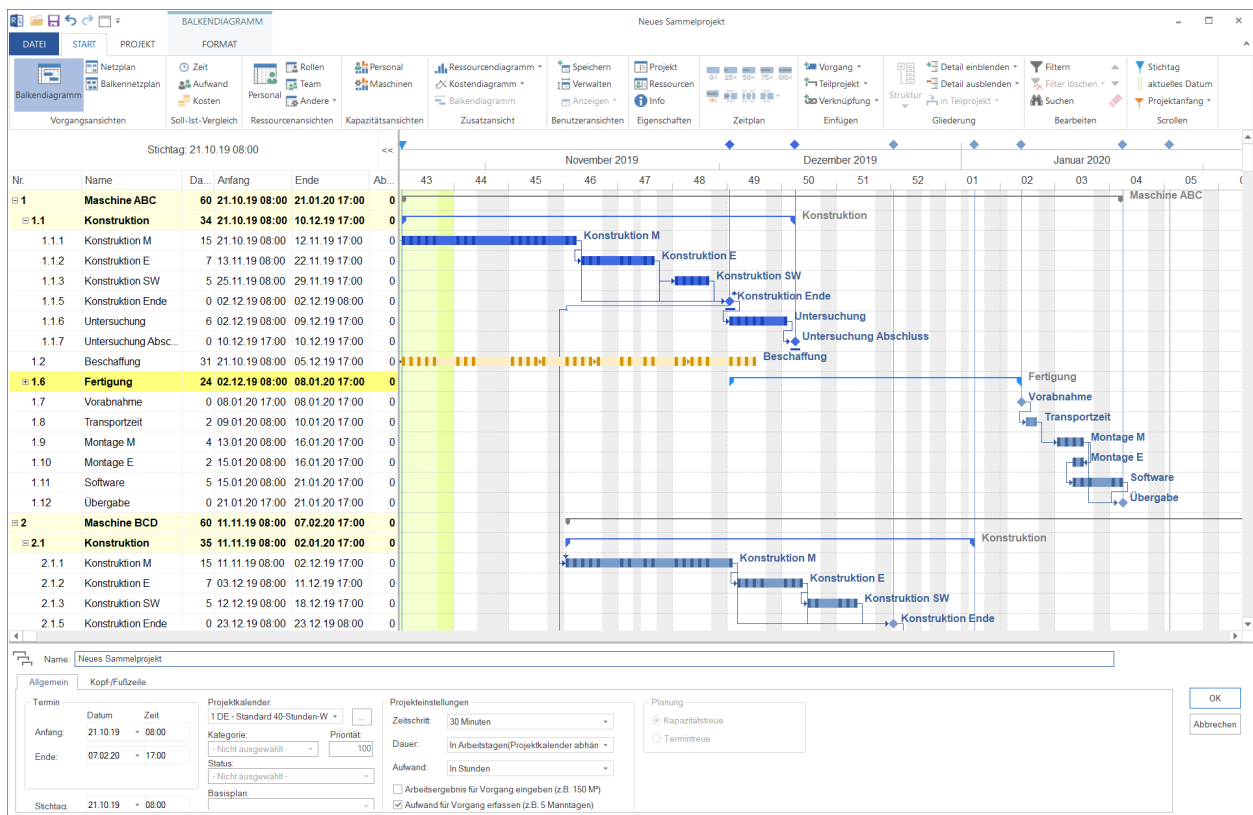 Neues Sammelprojekt
BALKENDIAGRAMM
DATEI START PROJEKT FORMAT
Balkendiagramm
Netzplan
Balkennetzplan
Vorgangsansichten
Zeit
Aufwand
Kosten
Soll-Ist-Vergleich
Personal
Rollen
Team
Andere
Ressourcenansichten
Personal
Maschinen
Kapazitätsansichten
Ressourcendiagramm
Kostendiagramm
Balkendiagramm
Zusatzansicht
Speichern
Verwalten
Anzeigen
Benutzeransichten
Projekt
Ressourcen
Info
Eigenschaften
0% 25% 50% 75% 100%
Zeitplan
Vorgang
Teilprojekt
Verknüpfung
Einfügen
Struktur
Detail einblenden
Detail ausblenden
in Teilprojekt
Gliederung
Filtern
Filter löschen
Suchen
Bearbeiten
Stichtag
aktuelles Datum
Projektanfang
Scrollen
Stichtag: 21.10.19 08:00 <<
November 2019 Dezember 2019 Januar 2020
Nr. Name Da... Anfang Ende Ab... 43 44 45 46 47 48 49 50 51 52 01 02 03 04 05
1 Maschine ABC 60 21.10.19 08:00 21.01.20 17:00 0 Maschine ABC
1.1 Konstruktion 34 21.10.19 08:00 10.12.19 17:00 0 Konstruktion
1.1.1 Konstruktion M 15 21.10.19 08:00 12.11.19 17:00 0 Konstruktion M
1.1.2 Konstruktion E 7 13.11.19 08:00 22.11.19 17:00 0 Konstruktion E
1.1.3 Konstruktion SW 5 25.11.19 08:00 29.11.19 17:00 0 Konstruktion SW
1.1.5 Konstruktion Ende 0 02.12.19 08:00 02.12.19 08:00 0 Konstruktion Ende
1.1.6 Untersuchung 6 02.12.19 08:00 09.12.19 17:00 0 Untersuchung
1.1.7 Untersuchung Absc... 0 10.12.19 17:00 10.12.19 17:00 0 Untersuchung Abschluss
1.2 Beschaffung 31 21.10.19 08:00 05.12.19 17:00 0 Beschaffung
1.6 Fertigung 24 02.12.19 08:00 08.01.20 17:00 0 Fertigung
1.7 Vorabnahme 0 08.01.20 17:00 08.01.20 17:00 0 Vorabnahme
1.8 Transportzeit 2 09.01.20 08:00 10.01.20 17:00 0 Transportzeit
1.9 Montage M 4 13.01.20 08:00 16.01.20 17:00 0 Montage M
1.10 Montage E 2 15.01.20 08:00 16.01.20 17:00 0 Montage E
1.11 Software 5 15.01.20 08:00 21.01.20 17:00 0 Software
1.12 Übergabe 0 21.01.20 17:00 21.01.20 17:00 0 Übergabe
2 Maschine BCD 60 11.11.19 08:00 07.02.20 17:00 0
2.1 Konstruktion 35 11.11.19 08:00 02.01.20 17:00 0 Konstruktion
2.1.1 Konstruktion M 15 11.11.19 08:00 02.12.19 17:00 0 Konstruktion M
2.1.2 Konstruktion E 7 03.12.19 08:00 11.12.19 17:00 0 Konstruktion E
2.1.3 Konstruktion SW 5 12.12.19 08:00 18.12.19 17:00 0 Konstruktion SW
2.1.5 Konstruktion Ende 0 23.12.19 08:00 23.12.19 08:00 0 Konstruktion Ende
Name: Neues Sammelprojekt
Allgemein Kopf-/Fußzeile
Termin
Datum Zeit
Anfang: 21.10.19 08:00
Ende: 07.02.20 17:00
Stichtag: 21.10.19 08:00
Projektkalender:
1 DE - Standard 40-Stunden-W ...
Kategorie: Priorität:
- Nicht ausgewählt - 100
Status:
- Nicht ausgewählt -
Basisplan:
Projekteinstellungen
Zeitschritt: 30 Minuten
Dauer: In Arbeitstagen(Projektkalender abhän
Aufwand: In Stunden
Arbeitsergebnis für Vorgang eingeben (z.B. 150 M²)
Aufwand für Vorgang erfassen (z.B. 5 Manntagen)
Planung
Kapazitätstreue
Termintreue
OK
Abbrechen